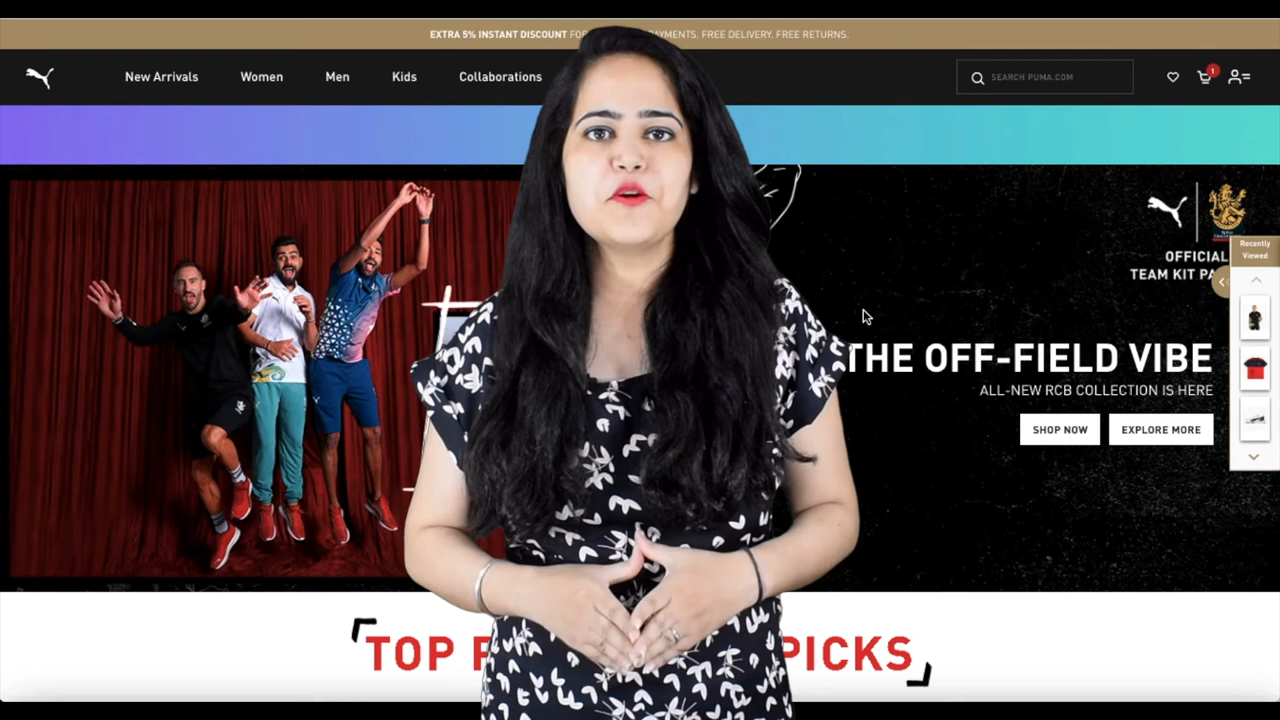 EXTRA 5% INSTANT DISCOUNT FO
AYMENTS. FREE DELIVERY. FREE RETURNS.
New Arrivals
Women
Men
Kids
Collaborations
SEARCH PUMA.COM
1
Recently
Viewed
OFFICIAL
TEAM KIT PA
THE OFF-FIELD VIBE
ALL-NEW RCB COLLECTION IS HERE
SHOP NOW
EXPLORE MORE
TOP
PICKS